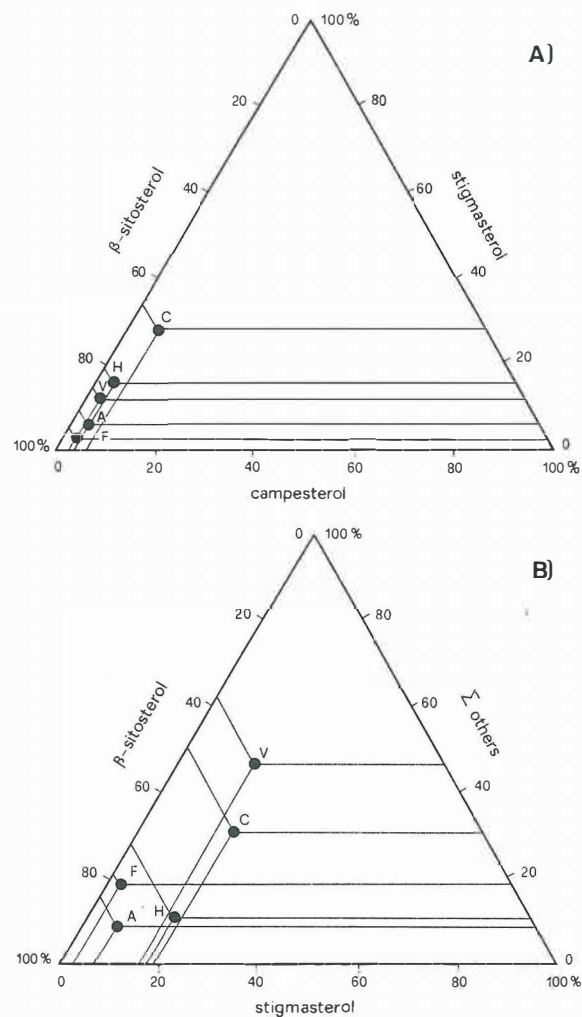 0 100 %
A)
20 80
40 60
β-sitosterol
stigmasterol
60 40
C
80 H 20
V
A
F
100 % 0
0 20 40 60 80 100 %
campesterol
0 100 %
B)
20 80
40 60
β-sitosterol
Σ others
V
60 40
C
80 F 20
H
A
100 % 0
0 20 40 60 80 100 %
stigmasterol